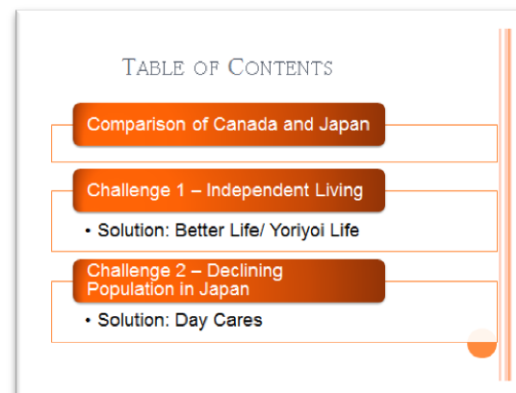 TABLE OF CONTENTS
Comparison of Canada and Japan
Challenge 1 – Independent Living
• Solution: Better Life/ Yoriyoi Life
Challenge 2 – Declining
Population in Japan
• Solution: Day Cares